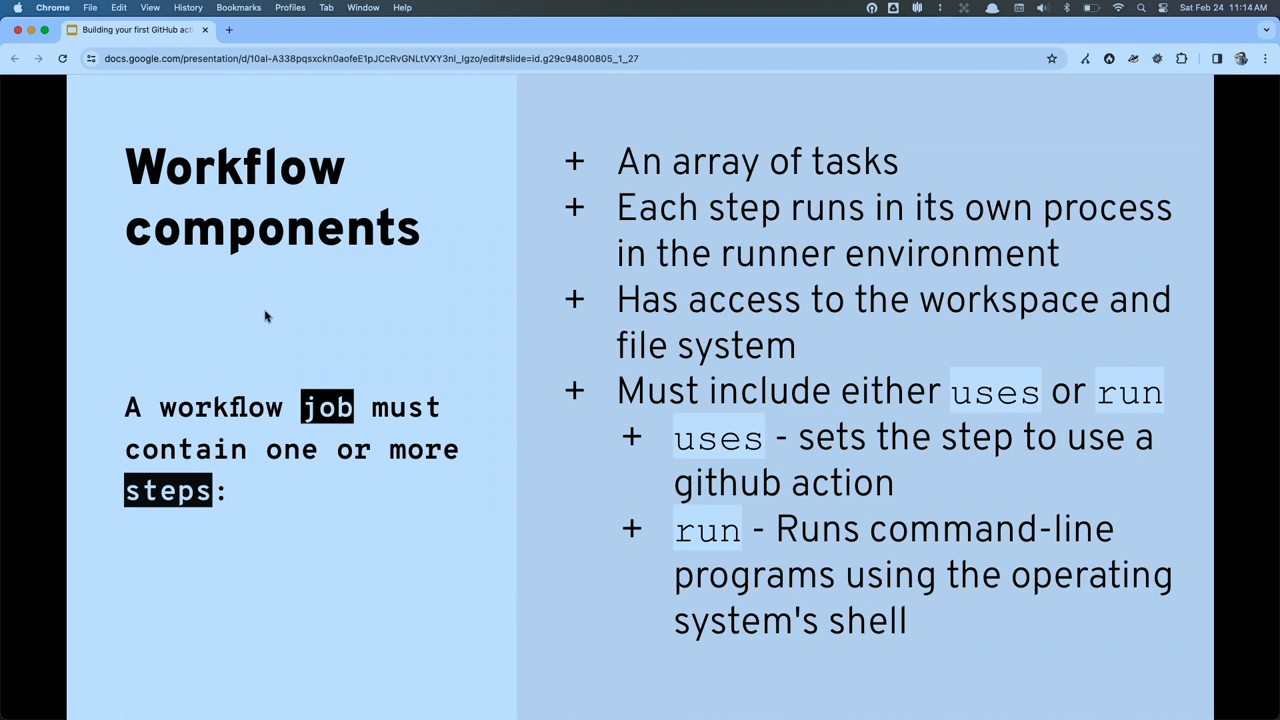 Chrome File Edit View History Bookmarks Profiles Tab Window Help Sat Feb 24 11:14 AM
Building your first GitHub acti
docs.google.com/presentation/d/10al-A338pqsxckn0aofeE1pJCcRvGNLtVXY3nl_Igzo/edit#slide=id.g29c94800805_1_27
Workflow
components
A workflow job must
contain one or more
steps:
+ An array of tasks
+ Each step runs in its own process
in the runner environment
+ Has access to the workspace and
file system
+ Must include either uses or run
+ uses - sets the step to use a
github action
+ run - Runs command-line
programs using the operating
system's shell